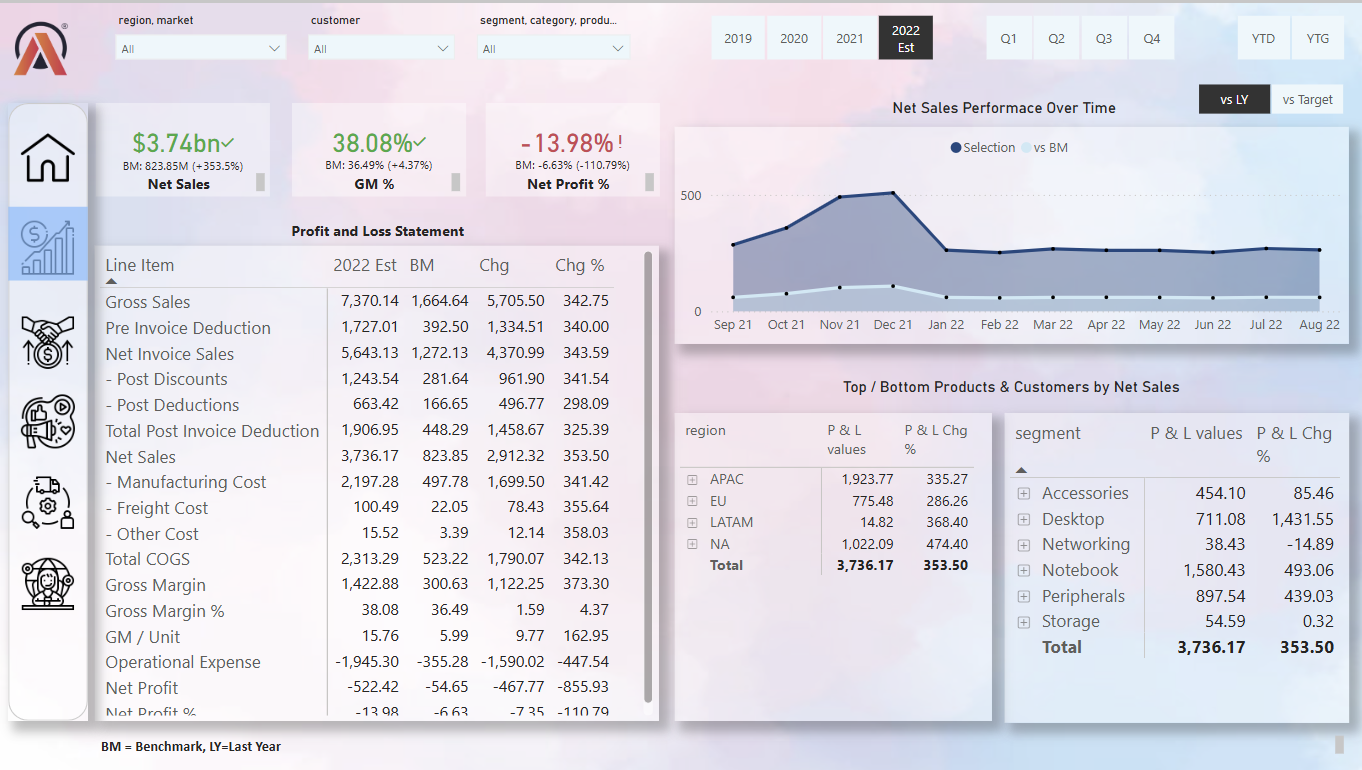 region, market
customer
segment, category, produ...
All
All
All
2019
2020
2021
2022
Est
Q1
Q2
Q3
Q4
YTD
YTG
vs LY
vs Target
$3.74bn
BM: 823.85M (+353.5%)
Net Sales
38.08%
BM: 36.49% (+4.37%)
GM %
-13.98%!
BM: -6.63% (-110.79%)
Net Profit %
Net Sales Performace Over Time
Selection vs BM
500
0
Sep 21 Oct 21 Nov 21 Dec 21 Jan 22 Feb 22 Mar 22 Apr 22 May 22 Jun 22 Jul 22 Aug 22
Profit and Loss Statement
Line Item 2022 Est BM Chg Chg %
Gross Sales 7,370.14 1,664.64 5,705.50 342.75
Pre Invoice Deduction 1,727.01 392.50 1,334.51 340.00
Net Invoice Sales 5,643.13 1,272.13 4,370.99 343.59
- Post Discounts 1,243.54 281.64 961.90 341.54
- Post Deductions 663.42 166.65 496.77 298.09
Total Post Invoice Deduction 1,906.95 448.29 1,458.67 325.39
Net Sales 3,736.17 823.85 2,912.32 353.50
- Manufacturing Cost 2,197.28 497.78 1,699.50 341.42
- Freight Cost 100.49 22.05 78.43 355.64
- Other Cost 15.52 3.39 12.14 358.03
Total COGS 2,313.29 523.22 1,790.07 342.13
Gross Margin 1,422.88 300.63 1,122.25 373.30
Gross Margin % 38.08 36.49 1.59 4.37
GM / Unit 15.76 5.99 9.77 162.95
Operational Expense -1,945.30 -355.28 -1,590.02 -447.54
Net Profit -522.42 -54.65 -467.77 -855.93
Net Profit % -13.98 -6.63 -7.35 -110.79
Top / Bottom Products & Customers by Net Sales
region P & L values P & L Chg %
APAC 1,923.77 335.27
EU 775.48 286.26
LATAM 14.82 368.40
NA 1,022.09 474.40
Total 3,736.17 353.50
segment P & L values P & L Chg %
Accessories 454.10 85.46
Desktop 711.08 1,431.55
Networking 38.43 -14.89
Notebook 1,580.43 493.06
Peripherals 897.54 439.03
Storage 54.59 0.32
Total 3,736.17 353.50
BM = Benchmark, LY=Last Year